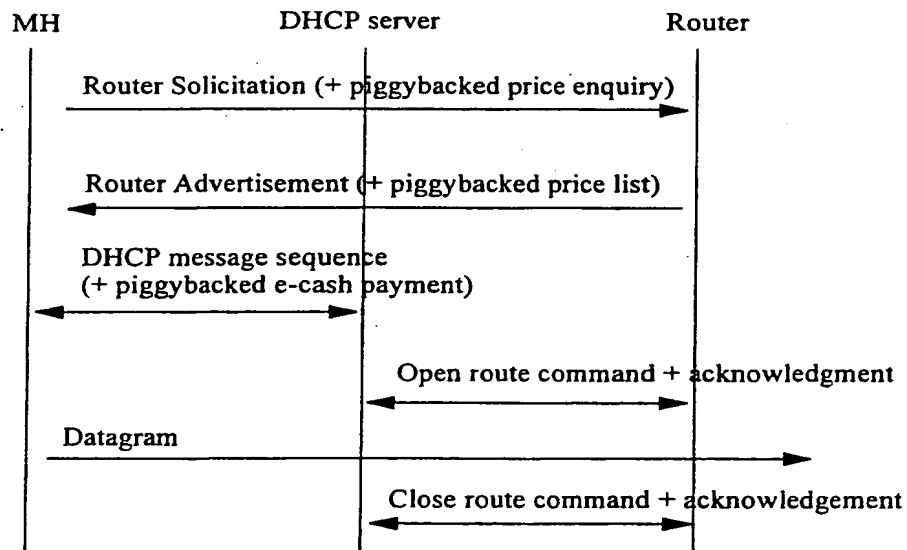 MH
DHCP server
Router
Router Solicitation (+ piggybacked price enquiry)
Router Advertisement (+ piggybacked price list)
DHCP message sequence
(+ piggybacked e-cash payment)
Open route command + acknowledgment
Datagram
Close route command + acknowledgement